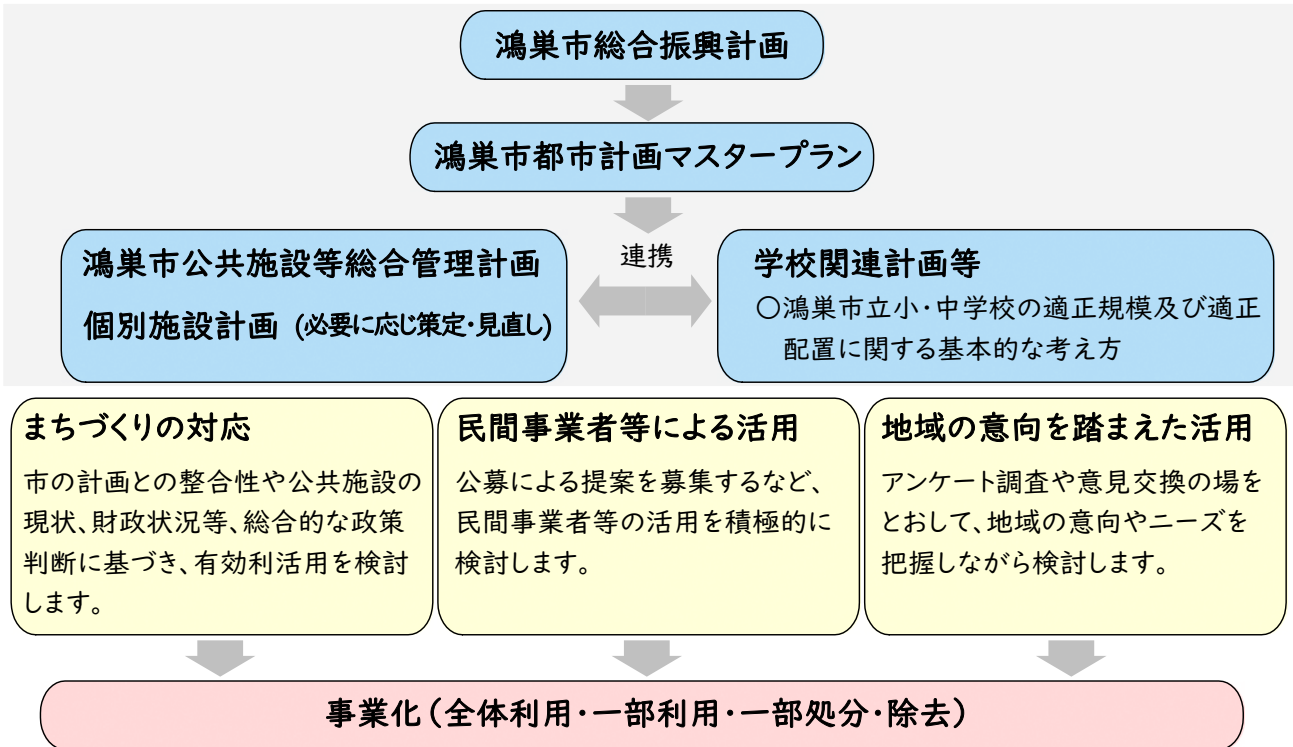 鴻巣市総合振興計画
鴻巣市都市計画マスタープラン
鴻巣市公共施設等総合管理計画
個別施設計画 (必要に応じ策定・見直し)
連携
学校関連計画等
〇鴻巣市立小・中学校の適正規模及び適正
配置に関する基本的な考え方
まちづくりの対応
市の計画との整合性や公共施設の
現状、財政状況等、総合的な政策
判断に基づき、有効利活用を検討
します。
民間事業者等による活用
公募による提案を募集するなど、
民間事業者等の活用を積極的に
検討します。
地域の意向を踏まえた活用
アンケート調査や意見交換の場を
とおして、地域の意向やニーズを
把握しながら検討します。
事業化（全体利用・一部利用・一部処分・除去）